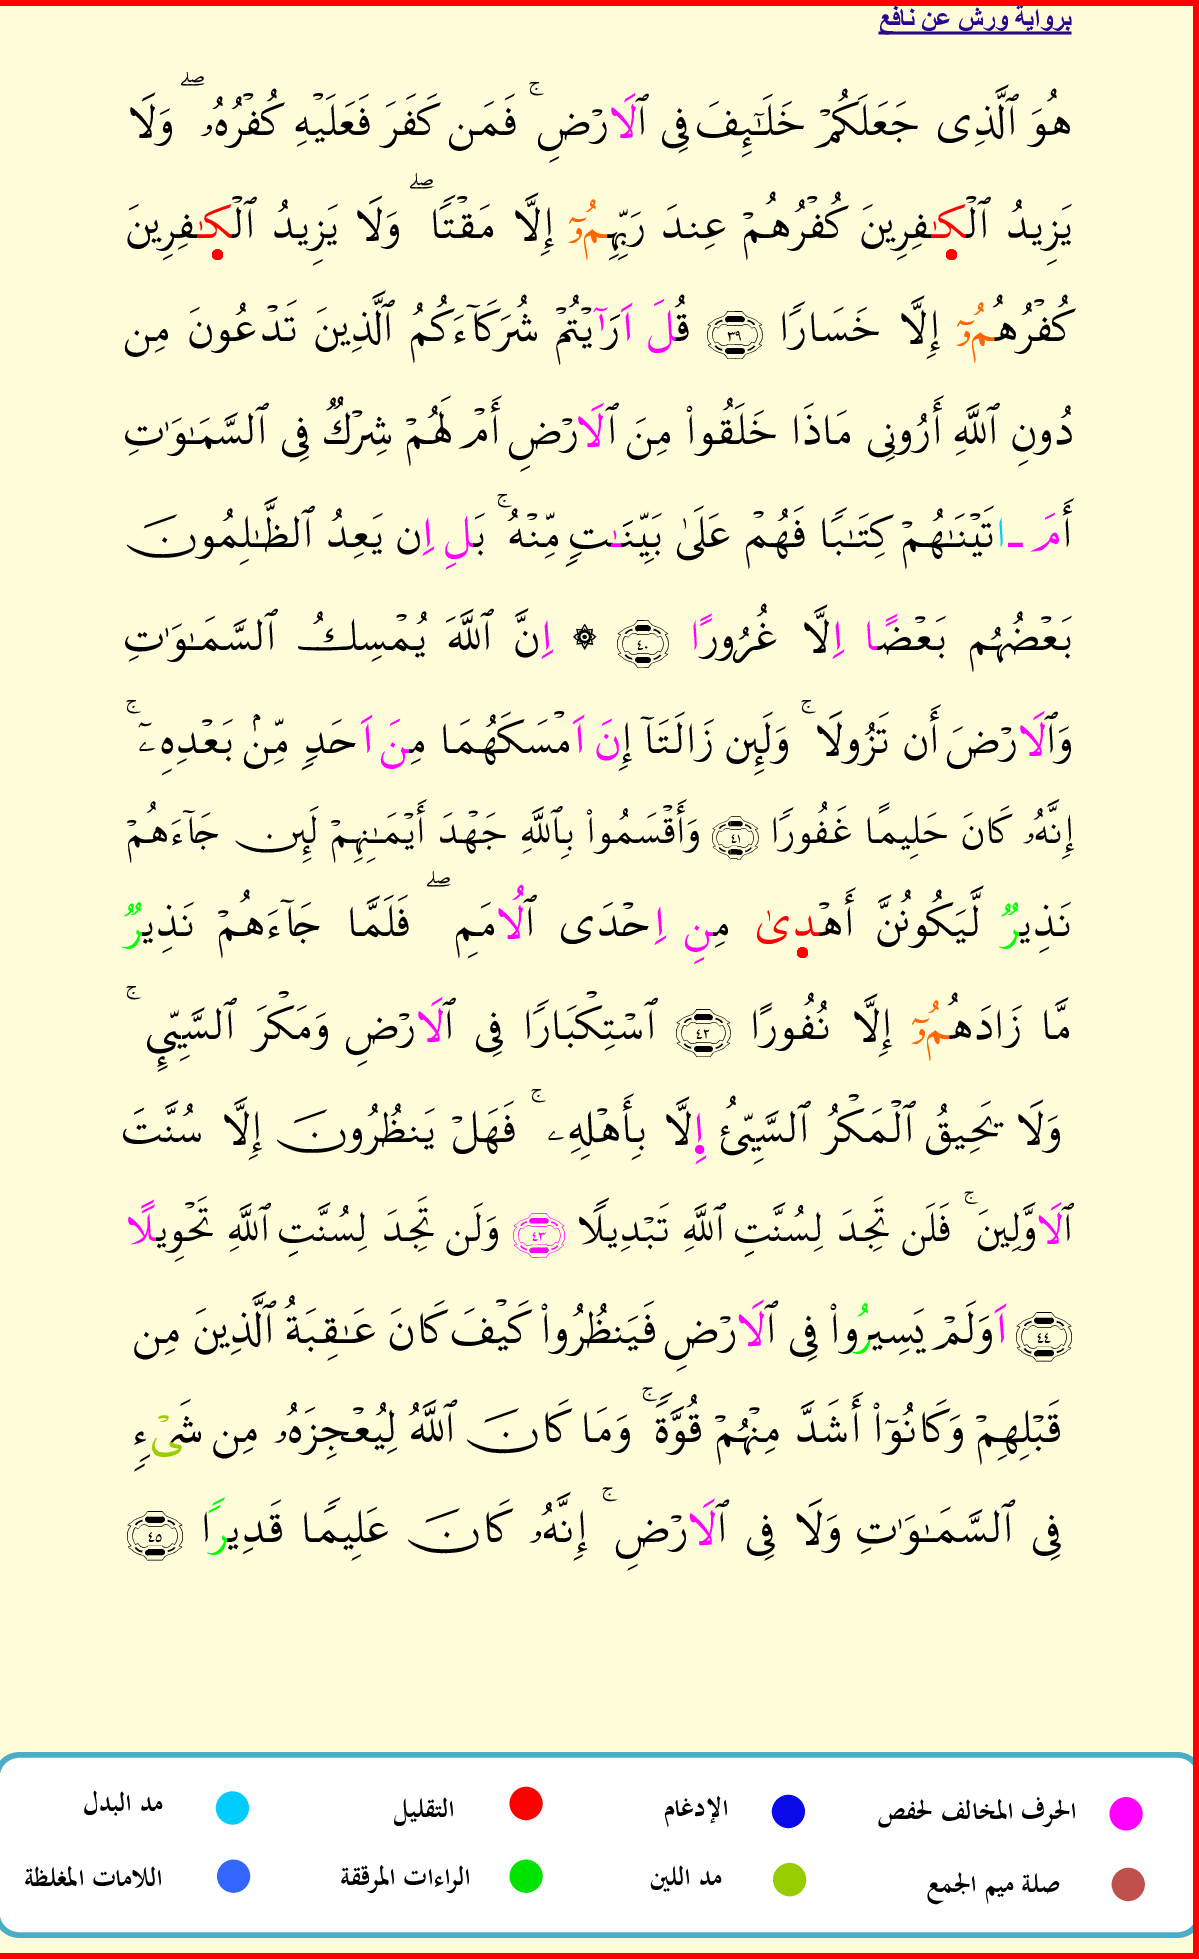 برواية ورش عن نافع
هُوَ ٱلَّذِى جَعَلَكُمْ خَلَٰٓئِفَ فِى ٱلَارْضِ ۚ فَمَن كَفَرَ فَعَلَيْهِ كُفْرُهُۥ ۖ وَلَا
يَزِيدُ ٱلْكَٰفِرِينَ كُفْرُهُمْ عِندَ رَبِّهِمُۥٓ إِلَّا مَقْتًا ۖ وَلَا يَزِيدُ ٱلْكَٰفِرِينَ
كُفْرُهُمُۥٓ إِلَّا خَسَارًا ٣٩ قُلَ اَرَآيْتُمْ شُرَكَآءَكُمُ ٱلَّذِينَ تَدْعُونَ مِن
دُونِ ٱللَّهِ أَرُونِى مَاذَا خَلَقُواْ مِنَ ٱلَارْضِ أَمْ لَهُمْ شِرْكٌ فِى ٱلسَّمَٰوَٰتِ
أَمَ ـاتَيْنَٰهُمْ كِتَٰبًا فَهُمْ عَلَىٰ بَيِّنَٰتٍ مِّنْهُ ۚ بَلِ اِن يَعِدُ ٱلظَّٰلِمُونَ
بَعْضُهُم بَعْضًا اِلَّا غُرُورًا ٤٠ ۞ اِنَّ ٱللَّهَ يُمْسِكُ ٱلسَّمَٰوَٰتِ
وَٱلَارْضَ أَن تَزُولَا ۚ وَلَئِن زَالَتَآ إِنَ اَمْسَكَهُمَا مِنَ اَحَدٍ مِّنۢ بَعْدِهِۦٓ ۚ
إِنَّهُۥ كَانَ حَلِيمًا غَفُورًا ٤١ وَأَقْسَمُواْ بِٱللَّهِ جَهْدَ أَيْمَٰنِهِمْ لَئِن جَآءَهُمْ
نَذِيرٌ لَّيَكُونُنَّ أَهْدِىٰ مِنِ اِحْدَى ٱلُامَمِ ۖ فَلَمَّا جَآءَهُمْ نَذِيرٌ
مَّا زَادَهُمُۥٓ إِلَّا نُفُورًا ٤٢ ٱسْتِكْبَارًا فِى ٱلَارْضِ وَمَكْرَ ٱلسَّيِّئِ ۚ
وَلَا يَحِيقُ ٱلْمَكْرُ ٱلسَّيِّئُ اِلَّا بِأَهْلِهِۦ ۚ فَهَلْ يَنظُرُونَ إِلَّا سُنَّتَ
ٱلَاوَّلِينَ ۚ فَلَن تَجِدَ لِسُنَّتِ ٱللَّهِ تَبْدِيلًا ٤٣ وَلَن تَجِدَ لِسُنَّتِ ٱللَّهِ تَحْوِيلًا
٤٤ اَوَلَمْ يَسِيرُواْ فِى ٱلَارْضِ فَيَنظُرُواْ كَيْفَ كَانَ عَٰقِبَةُ ٱلَّذِينَ مِن
قَبْلِهِمْ وَكَانُوٓاْ أَشَدَّ مِنْهُمْ قُوَّةً ۚ وَمَا كَانَ ٱللَّهُ لِيُعْجِزَهُۥ مِن شَىْءٍ
فِى ٱلسَّمَٰوَٰتِ وَلَا فِى ٱلَارْضِ ۚ إِنَّهُۥ كَانَ عَلِيمًا قَدِيرًا ٤٥
الحرف المخالف لحفص الإدغام التقليل مد البدل
صلة ميم الجمع مد اللين الراءات المرققة اللامات المغلظة